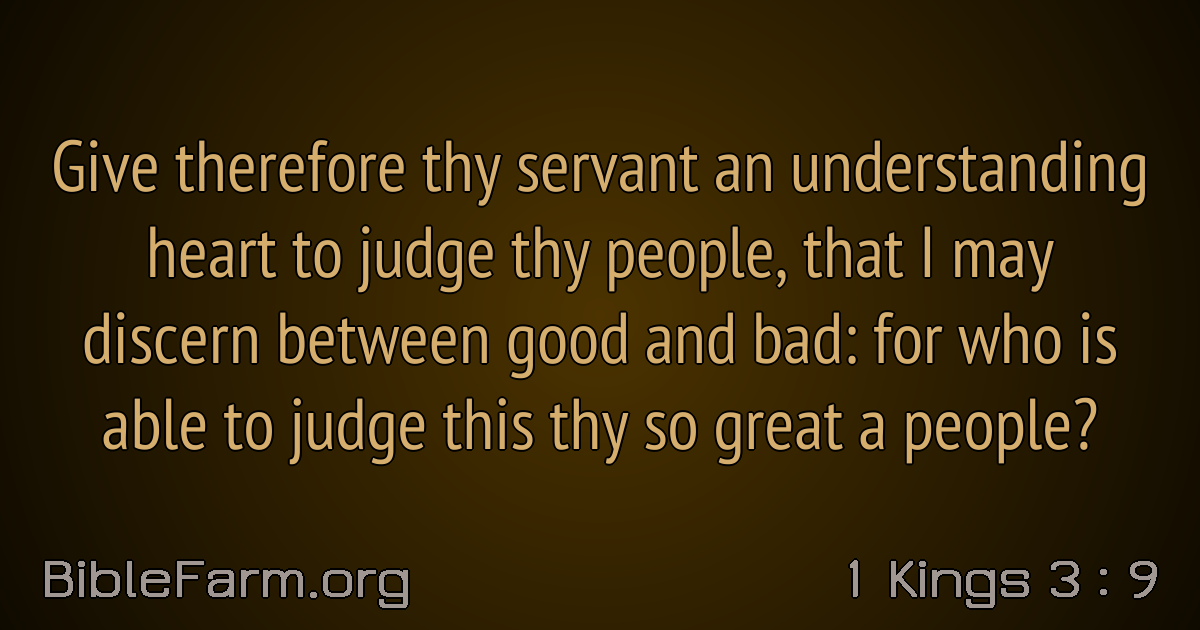 Give therefore thy servant an understanding
heart to judge thy people, that I may
discern between good and bad: for who is
able to judge this thy so great a people?
BibleFarm.org
1 Kings 3 : 9